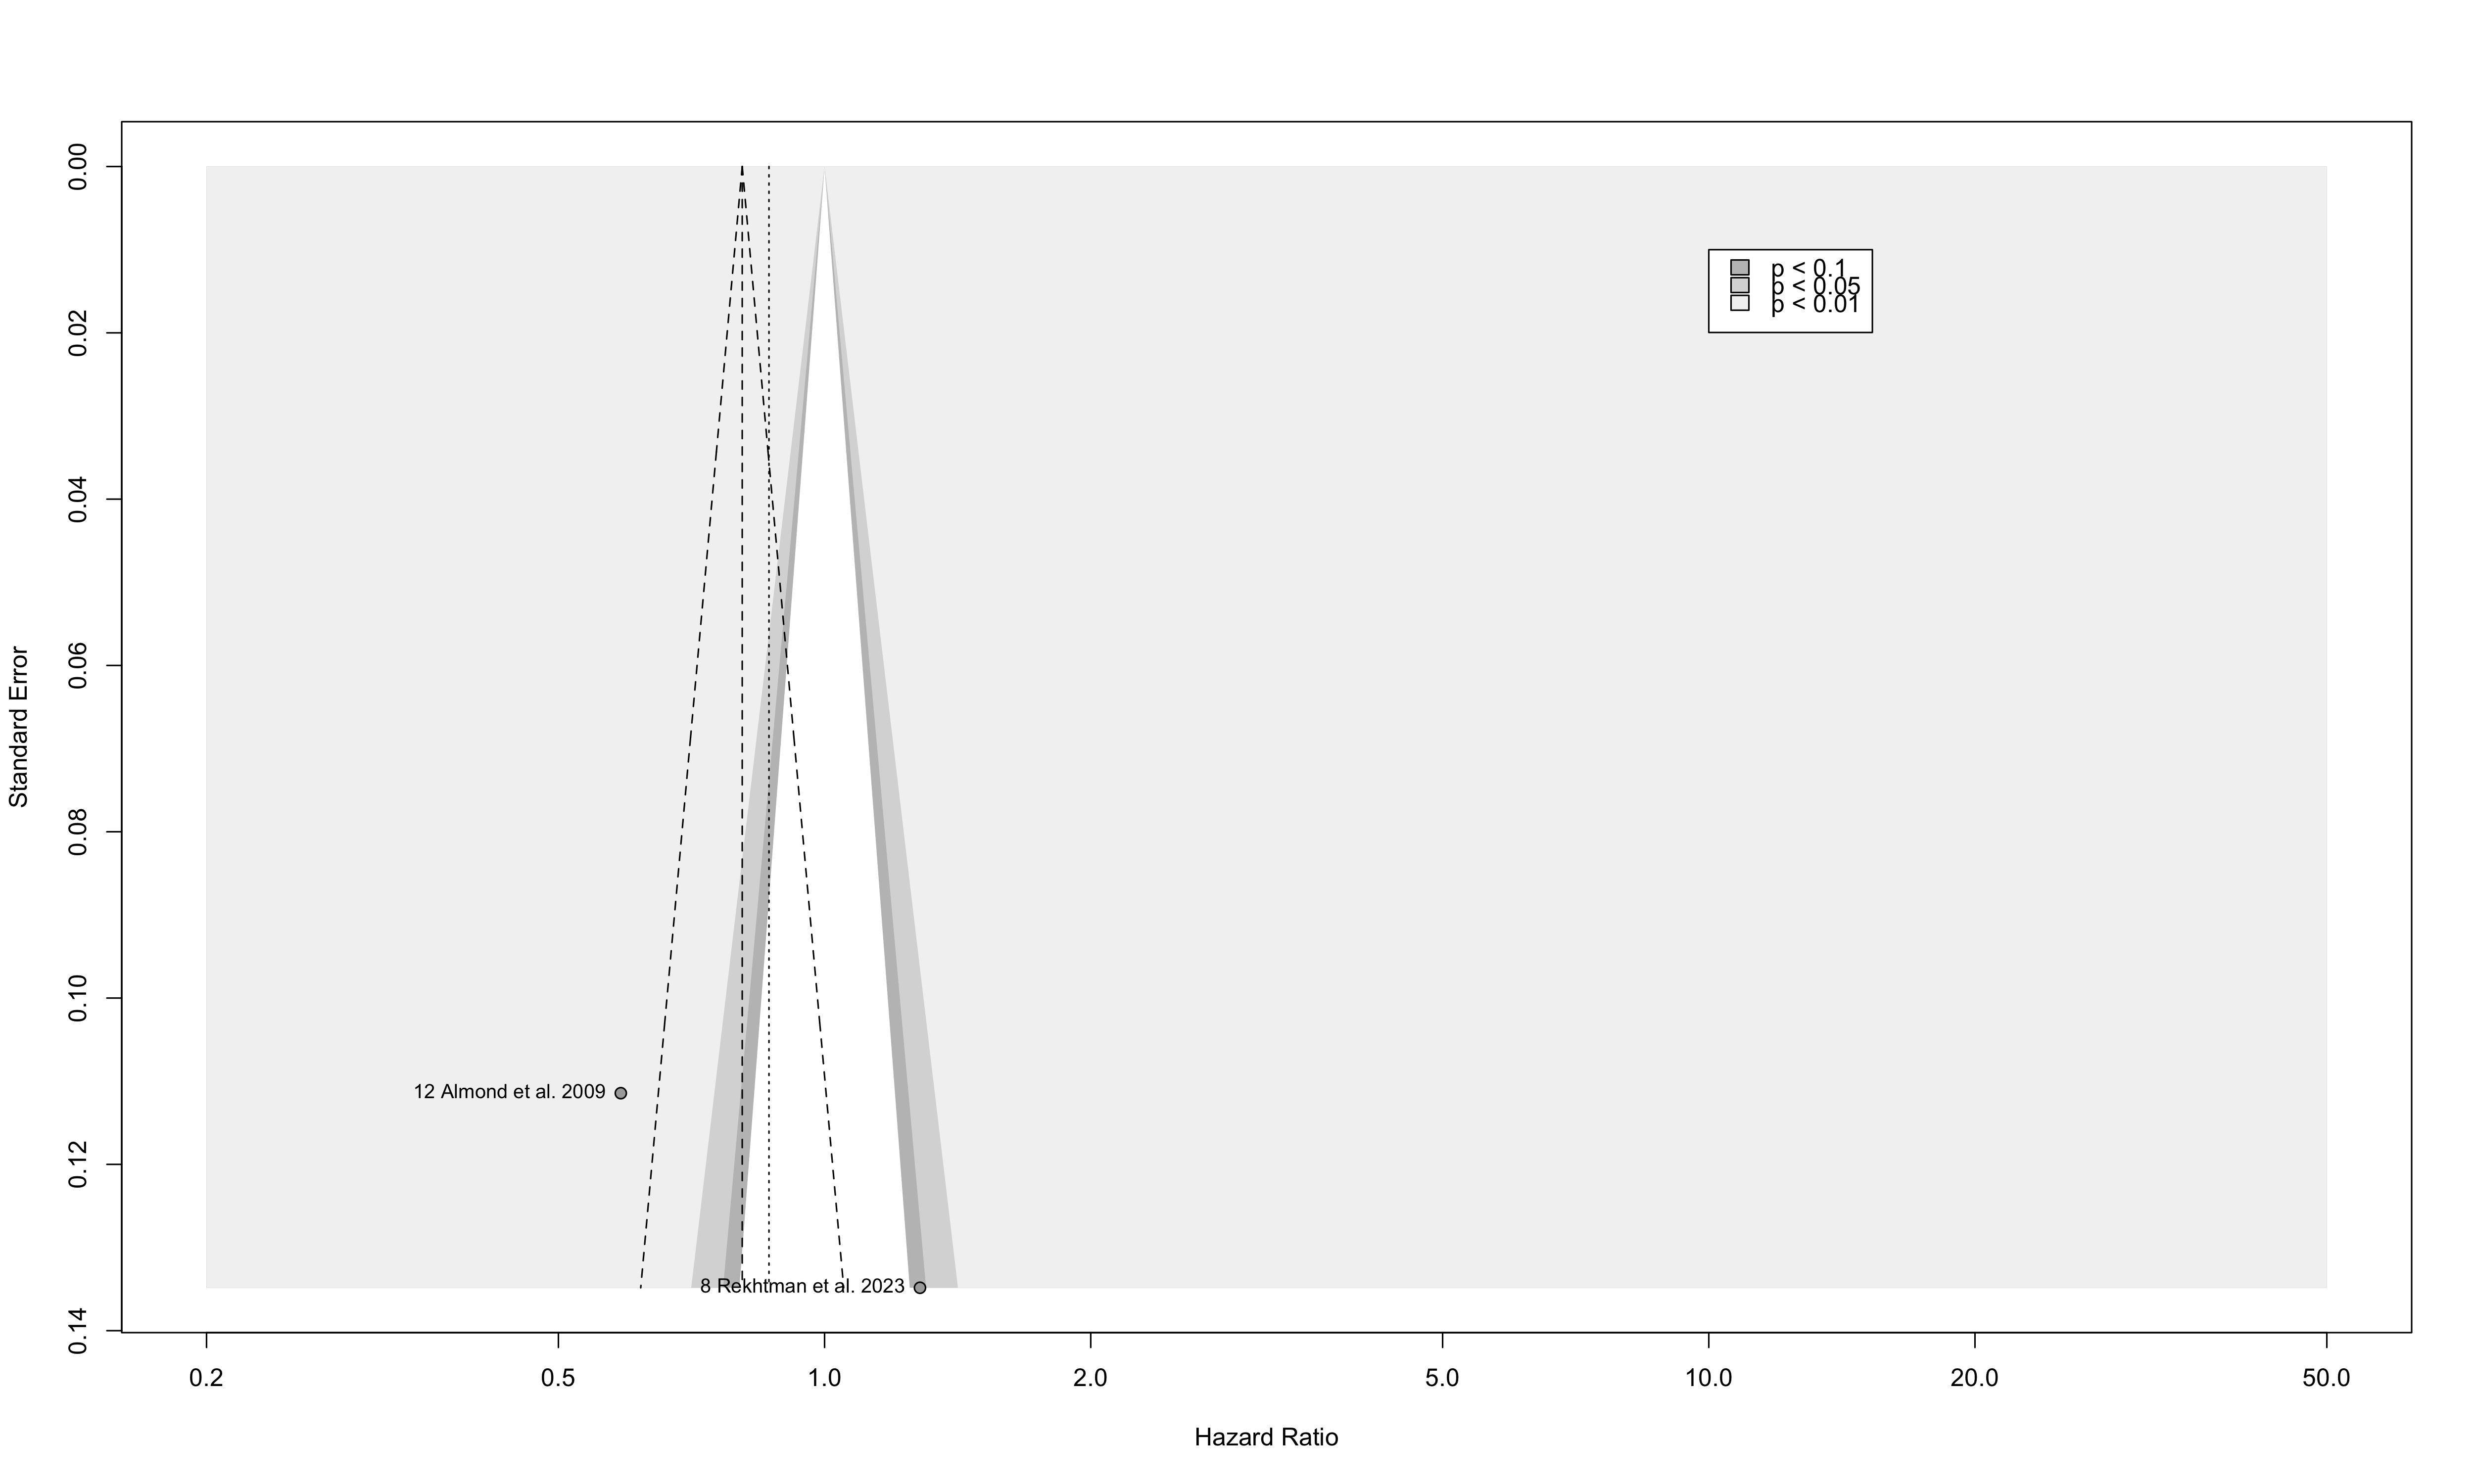 0.00
0.02
0.04
0.06
0.08
0.10
0.12
0.14
Standard Error
p < 0.1
p < 0.05
p < 0.01
12 Almond et al. 2009
8 Rekhtman et al. 2023
0.2
0.5
1.0
2.0
5.0
10.0
20.0
50.0
Hazard Ratio